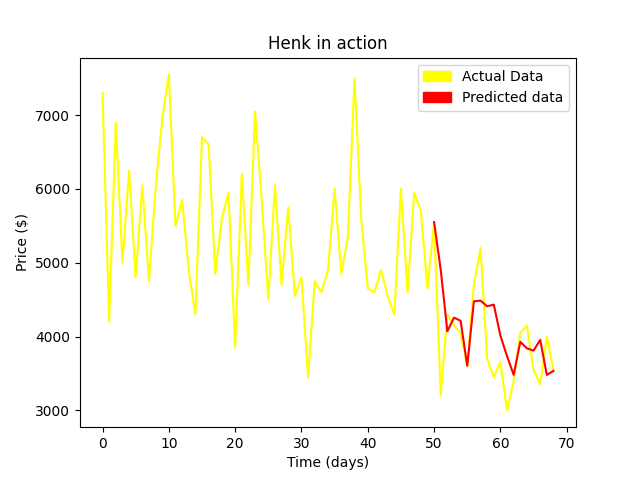 Henk in action
Actual Data
Predicted data
Price ($)
7000
6000
5000
4000
3000
0 10 20 30 40 50 60 70
Time (days)